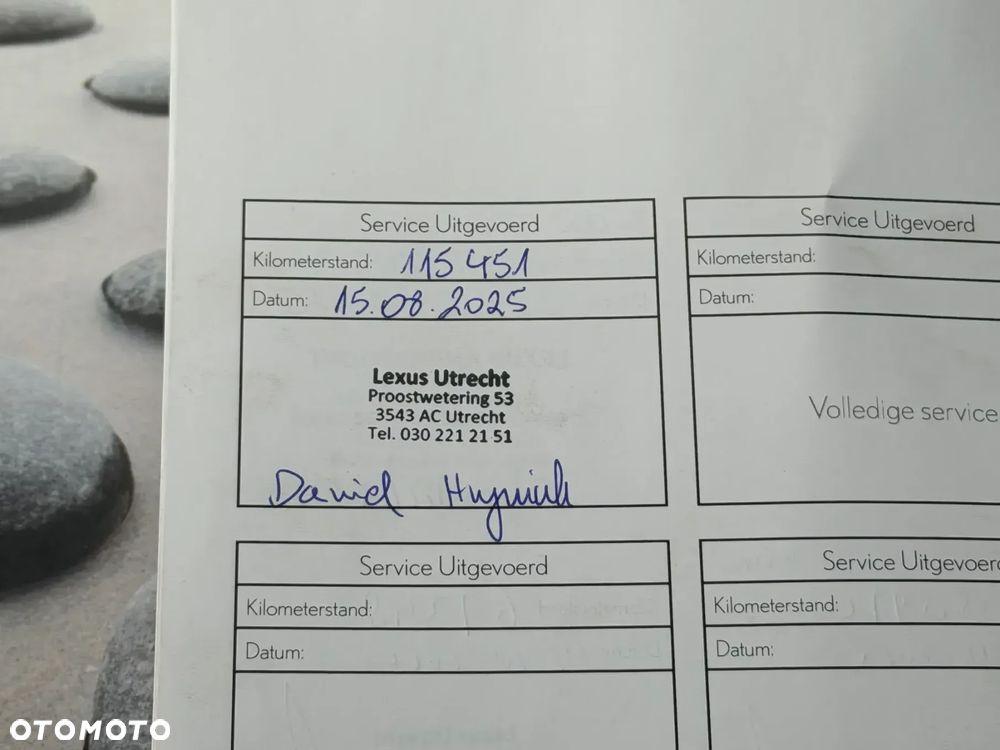 Service Uitgevoerd
Kilometerstand: 115 451
Datum: 15.08.2025
Lexus Utrecht
Proostwetering 53
3543 AC Utrecht
Tel. 030 221 21 51
David
Service Uitgevoerd
Kilometerstand:
Datum:
Volledige service
Service Uitgevoerd
Kilometerstand:
Datum:
Service Uitgevoerd
Kilometerstand:
Datum:
OTOMOTO